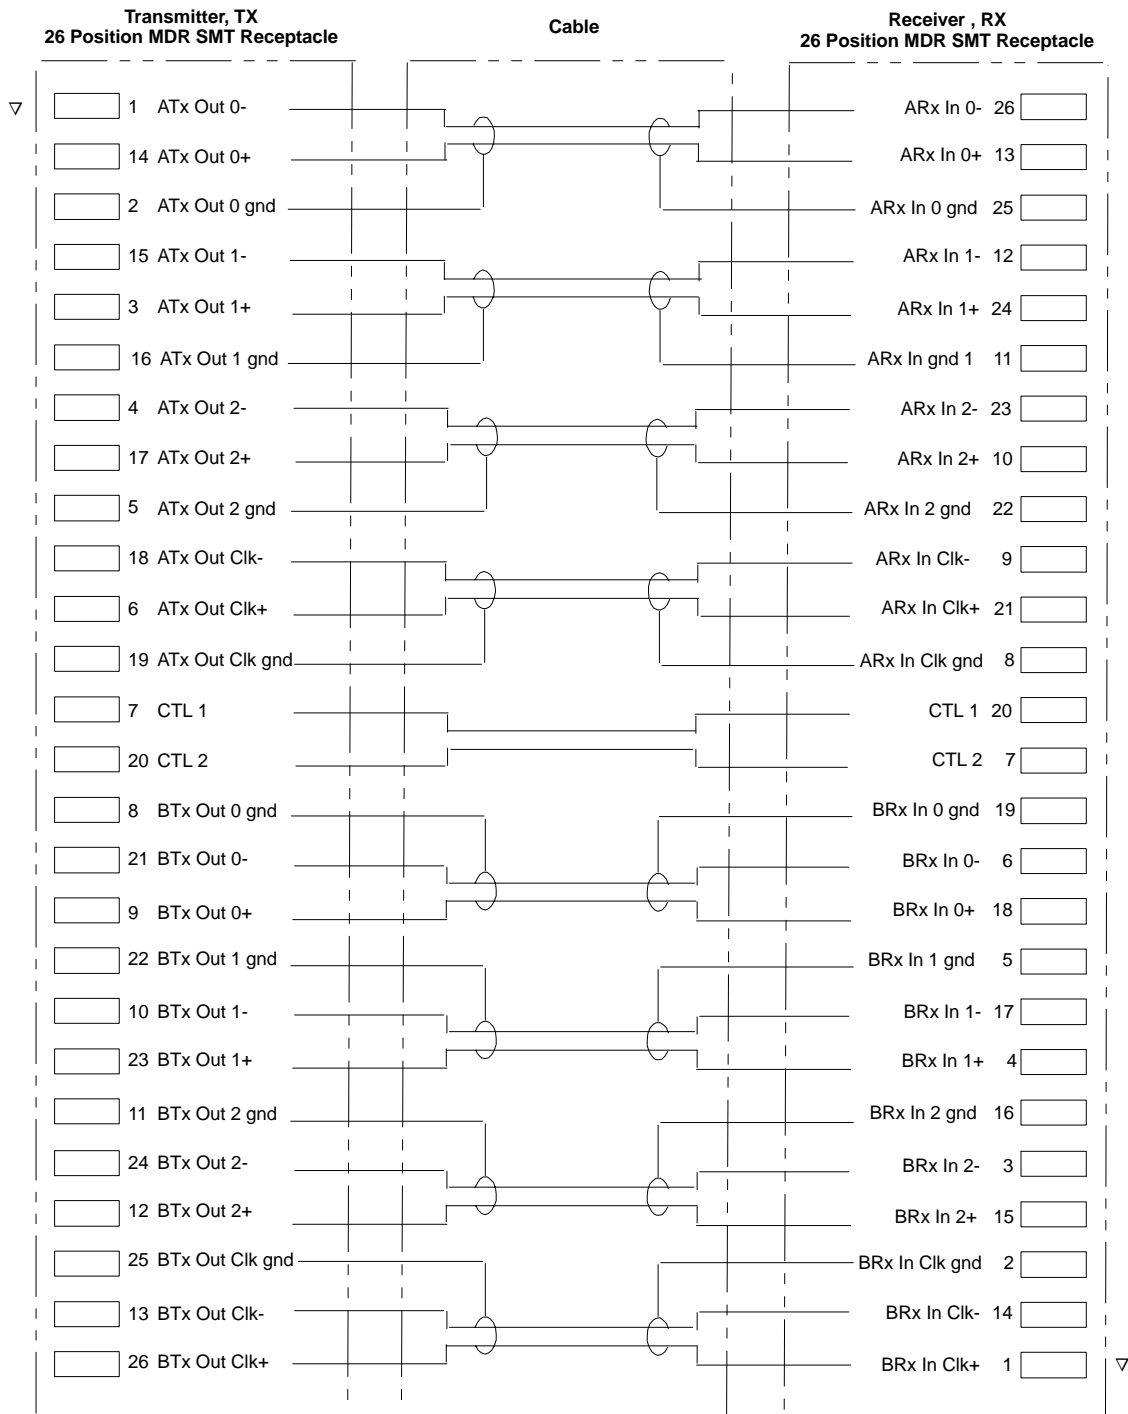 Transmitter, TX
26 Position MDR SMT Receptacle
Cable
Receiver , RX
26 Position MDR SMT Receptacle
1 ATx Out 0-
ARx In 0- 26
14 ATx Out 0+
ARx In 0+ 13
2 ATx Out 0 gnd
ARx In 0 gnd 25
15 ATx Out 1-
ARx In 1- 12
3 ATx Out 1+
ARx In 1+ 24
16 ATx Out 1 gnd
ARx In gnd 1 11
4 ATx Out 2-
ARx In 2- 23
17 ATx Out 2+
ARx In 2+ 10
5 ATx Out 2 gnd
ARx In 2 gnd 22
18 ATx Out Clk-
ARx In Clk- 9
6 ATx Out Clk+
ARx In Clk+ 21
19 ATx Out Clk gnd
ARx In Clk gnd 8
7 CTL 1
CTL 1 20
20 CTL 2
CTL 2 7
8 BTx Out 0 gnd
BRx In 0 gnd 19
21 BTx Out 0-
BRx In 0- 6
9 BTx Out 0+
BRx In 0+ 18
22 BTx Out 1 gnd
BRx In 1 gnd 5
10 BTx Out 1-
BRx In 1- 17
23 BTx Out 1+
BRx In 1+ 4
11 BTx Out 2 gnd
BRx In 2 gnd 16
24 BTx Out 2-
BRx In 2- 3
12 BTx Out 2+
BRx In 2+ 15
25 BTx Out Clk gnd
BRx In Clk gnd 2
13 BTx Out Clk-
BRx In Clk- 14
26 BTx Out Clk+
BRx In Clk+ 1